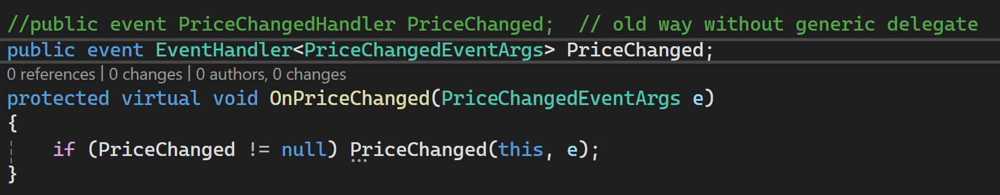 //public event PriceChangedHandler PriceChanged;  // old way without generic delegate
public event EventHandler<PriceChangedEventArgs> PriceChanged;
0 references | 0 changes | 0 authors, 0 changes
protected virtual void OnPriceChanged(PriceChangedEventArgs e)
{
    if (PriceChanged != null) PriceChanged(this, e);
}